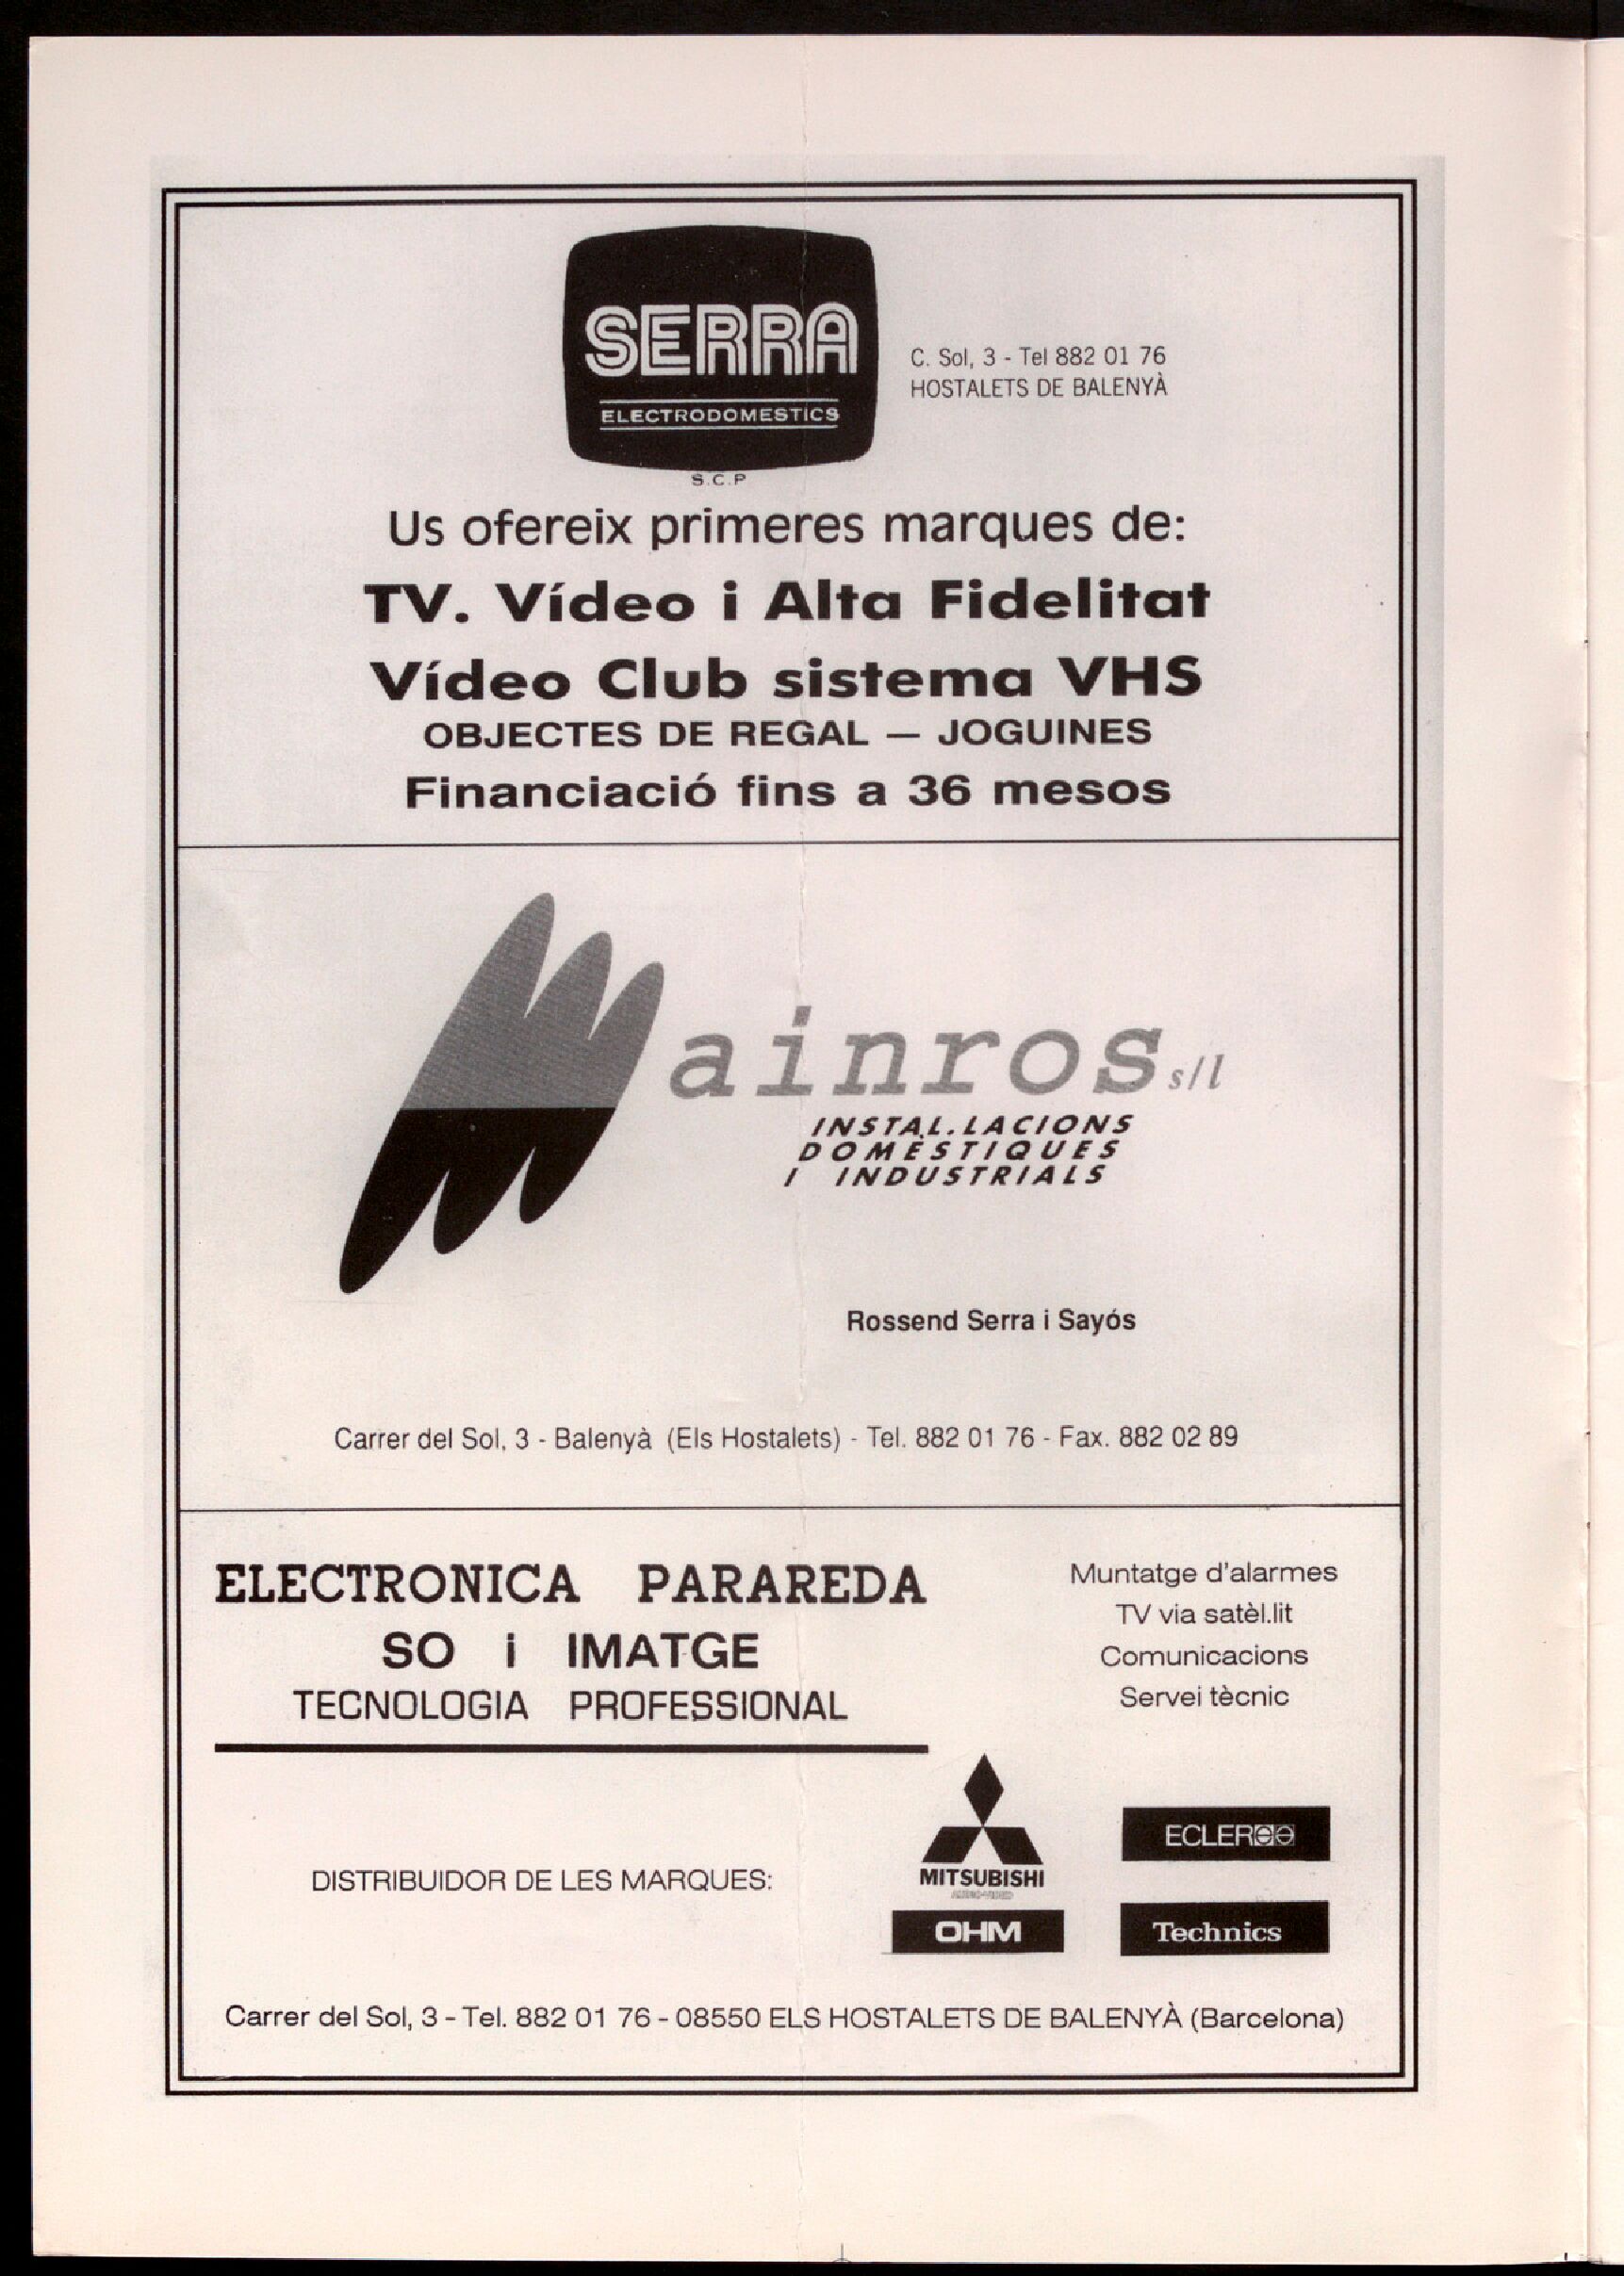 SERRA
ELECTRODOMESTICS
S.C.P
C. Sol, 3 - Tel 882 01 76
HOSTALETS DE BALENYÀ
Us ofereix primeres marques de:
TV. Vídeo i Alta Fidelitat
Vídeo Club sistema VHS
OBJECTES DE REGAL — JOGUINES
Financiació fins a 36 mesos
Mainros s/l
INSTAL.LACIONS
DOMÈSTIQUES
I INDUSTRIALS
Rossend Serra i Sayós
Carrer del Sol, 3 - Balenyà (Els Hostalets) - Tel. 882 01 76 - Fax. 882 02 89
ELECTRONICA PARAREDA
SO i IMATGE
TECNOLOGIA PROFESSIONAL
Muntatge d'alarmes
TV via satèl.lit
Comunicacions
Servei tècnic
DISTRIBUIDOR DE LES MARQUES:
MITSUBISHI
AUDIO-VIDEO
ECLER
OHM
Technics
Carrer del Sol, 3 - Tel. 882 01 76 - 08550 ELS HOSTALETS DE BALENYÀ (Barcelona)